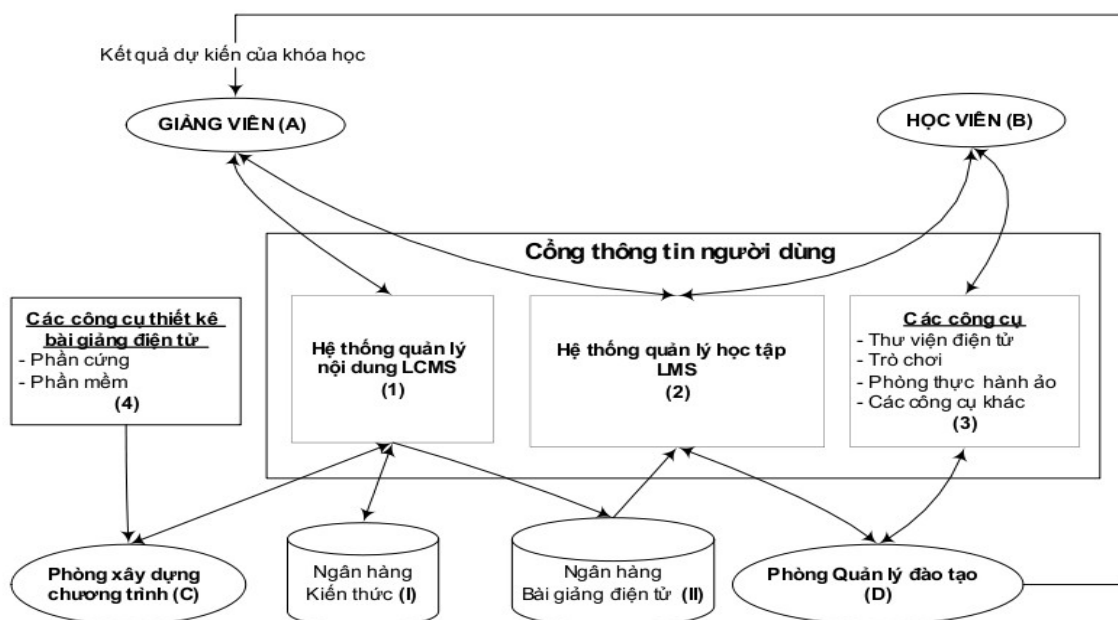 Kết quả dự kiến của khóa học
GIẢNG VIÊN (A)
HỌC VIÊN (B)
Cổng thông tin người dùng
Các công cụ thiết kê
bài giảng điện tử
- Phần cứng
- Phần mềm
(4)
Hệ thống quản lý
nội dung LCMS
(1)
Hệ thống quản lý học tập
LMS
(2)
Các công cụ
- Thư viện điện tử
- Trò chơi
- Phòng thực hành ảo
- Các công cụ khác
(3)
Phòng xây dựng
chương trình (C)
Ngân hàng
Kiến thức (I)
Ngân hàng
Bài giảng điện tử (II)
Phòng Quản lý đào tạo
(D)